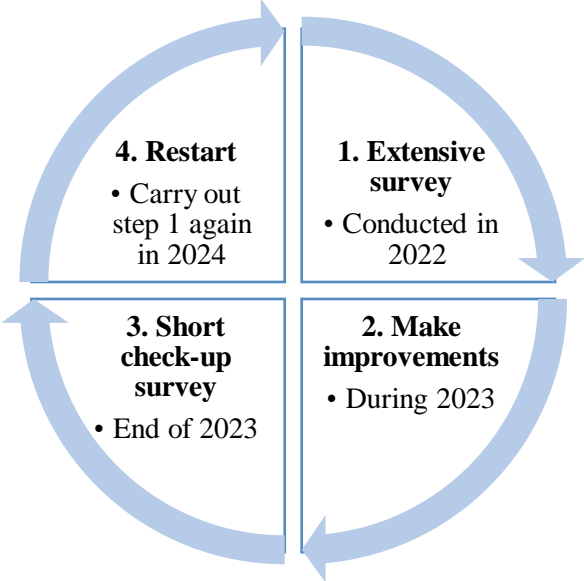 4. Restart
• Carry out
step 1 again
in 2024
1. Extensive
survey
• Conducted in
2022
3. Short
check-up
survey
• End of 2023
2. Make
improvements
• During 2023